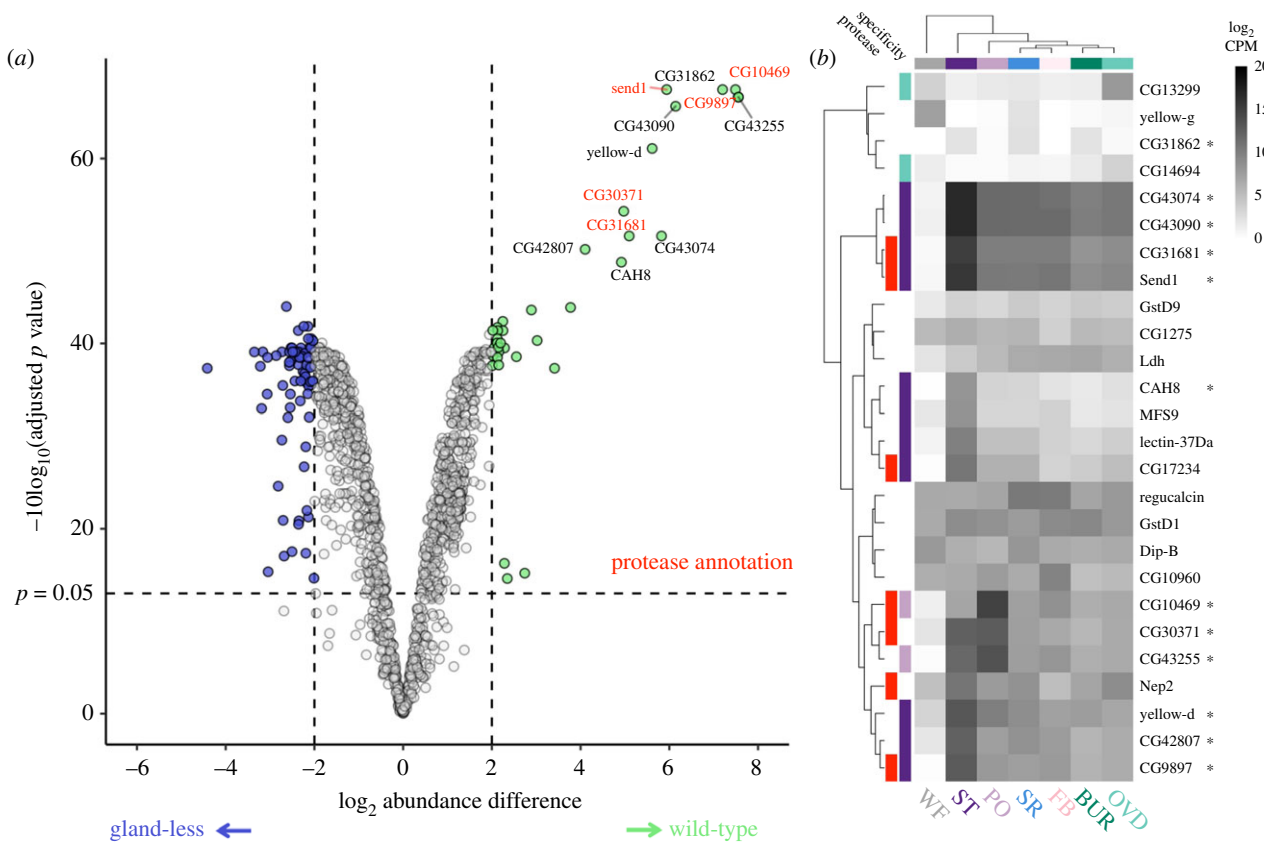 (a)
send1
CG31862
CG10469
CG9897
CG43090
CG43255
yellow-d
CG30371
CG31681
CG42807
CG43074
CAH8
protease annotation
−10log10(adjusted p value)
60
40
20
p = 0.05
0
−6
−4
−2
0
2
4
6
8
log2 abundance difference
gland-less
wild-type
(b)
protease
specificity
log2
CPM
20
15
10
5
0
CG13299
yellow-g
CG31862 *
CG14694
CG43074 *
CG43090 *
CG31681 *
Send1 *
GstD9
CG1275
Ldh
CAH8 *
MFS9
lectin-37Da
CG17234
regucalcin
GstD1
Dip-B
CG10960
CG10469 *
CG30371 *
CG43255 *
Nep2
yellow-d *
CG42807 *
CG9897 *
WF
ST
PO
SR
FB
BUR
OVD